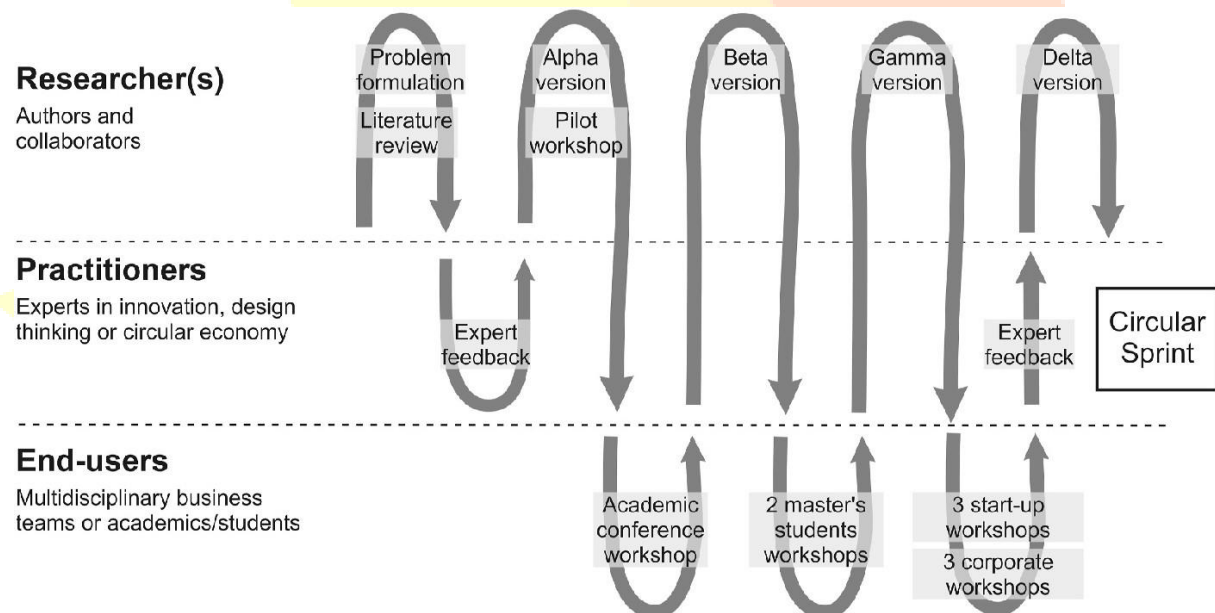 Researcher(s)
Authors and
collaborators
Problem
formulation
Literature
review
Alpha
version
Pilot
workshop
Beta
version
Gamma
version
Delta
version
Practitioners
Experts in innovation, design
thinking or circular economy
Expert
feedback
Expert
feedback
Circular
Sprint
End-users
Multidisciplinary business
teams or academics/students
Academic
conference
workshop
2 master's
students
workshops
3 start-up
workshops
3 corporate
workshops